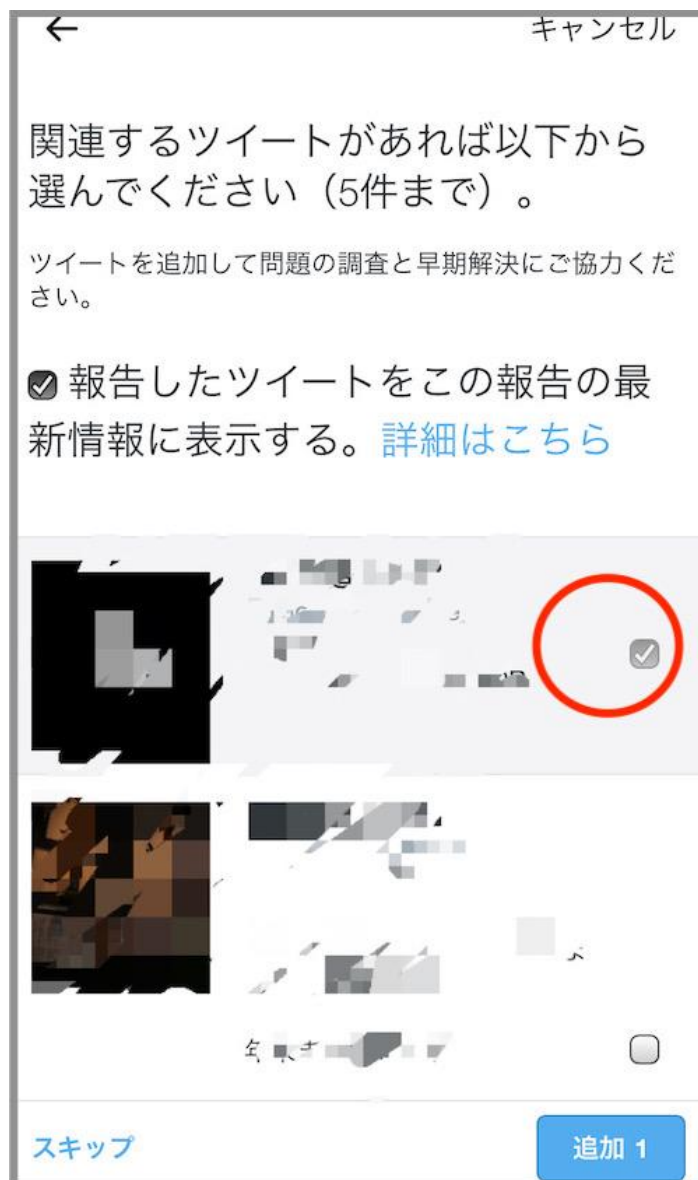 キャンセル
関連するツイートがあれば以下から
選んでください（5件まで）。
ツイートを追加して問題の調査と早期解決にご協力くだ
さい。
報告したツイートをこの報告の最
新情報に表示する。詳細はこちら
スキップ
追加 1